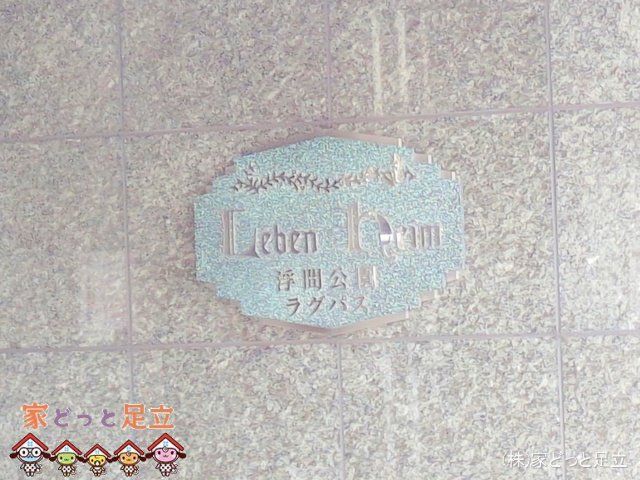 Leben Heim
浮間公園
ラグパス
家どっと足立
(株)家どっと足立